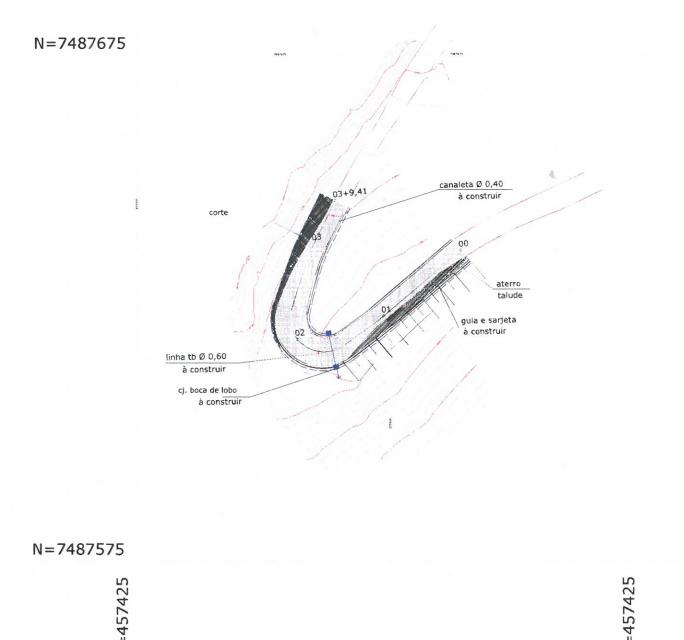 N=7487675
03+9,41
canaleta Ø 0,40
à construir
corte
03
00
aterro
talude
01
guia e sarjeta
à construir
02
linha tb Ø 0,60
à construir
cj. boca de lobo
à construir
N=7487575
=457425
=457425